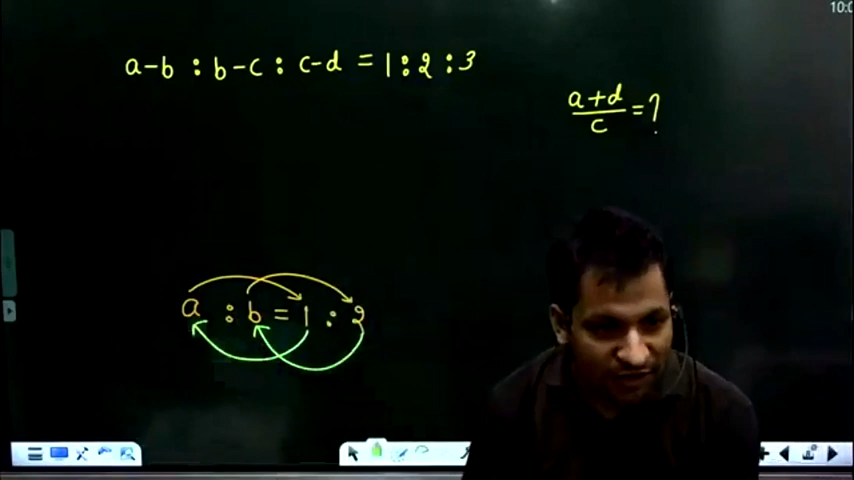 10:0
a-b : b-c : c-d = 1:2:3
a+d
c
=?
a : b = 1 : 2